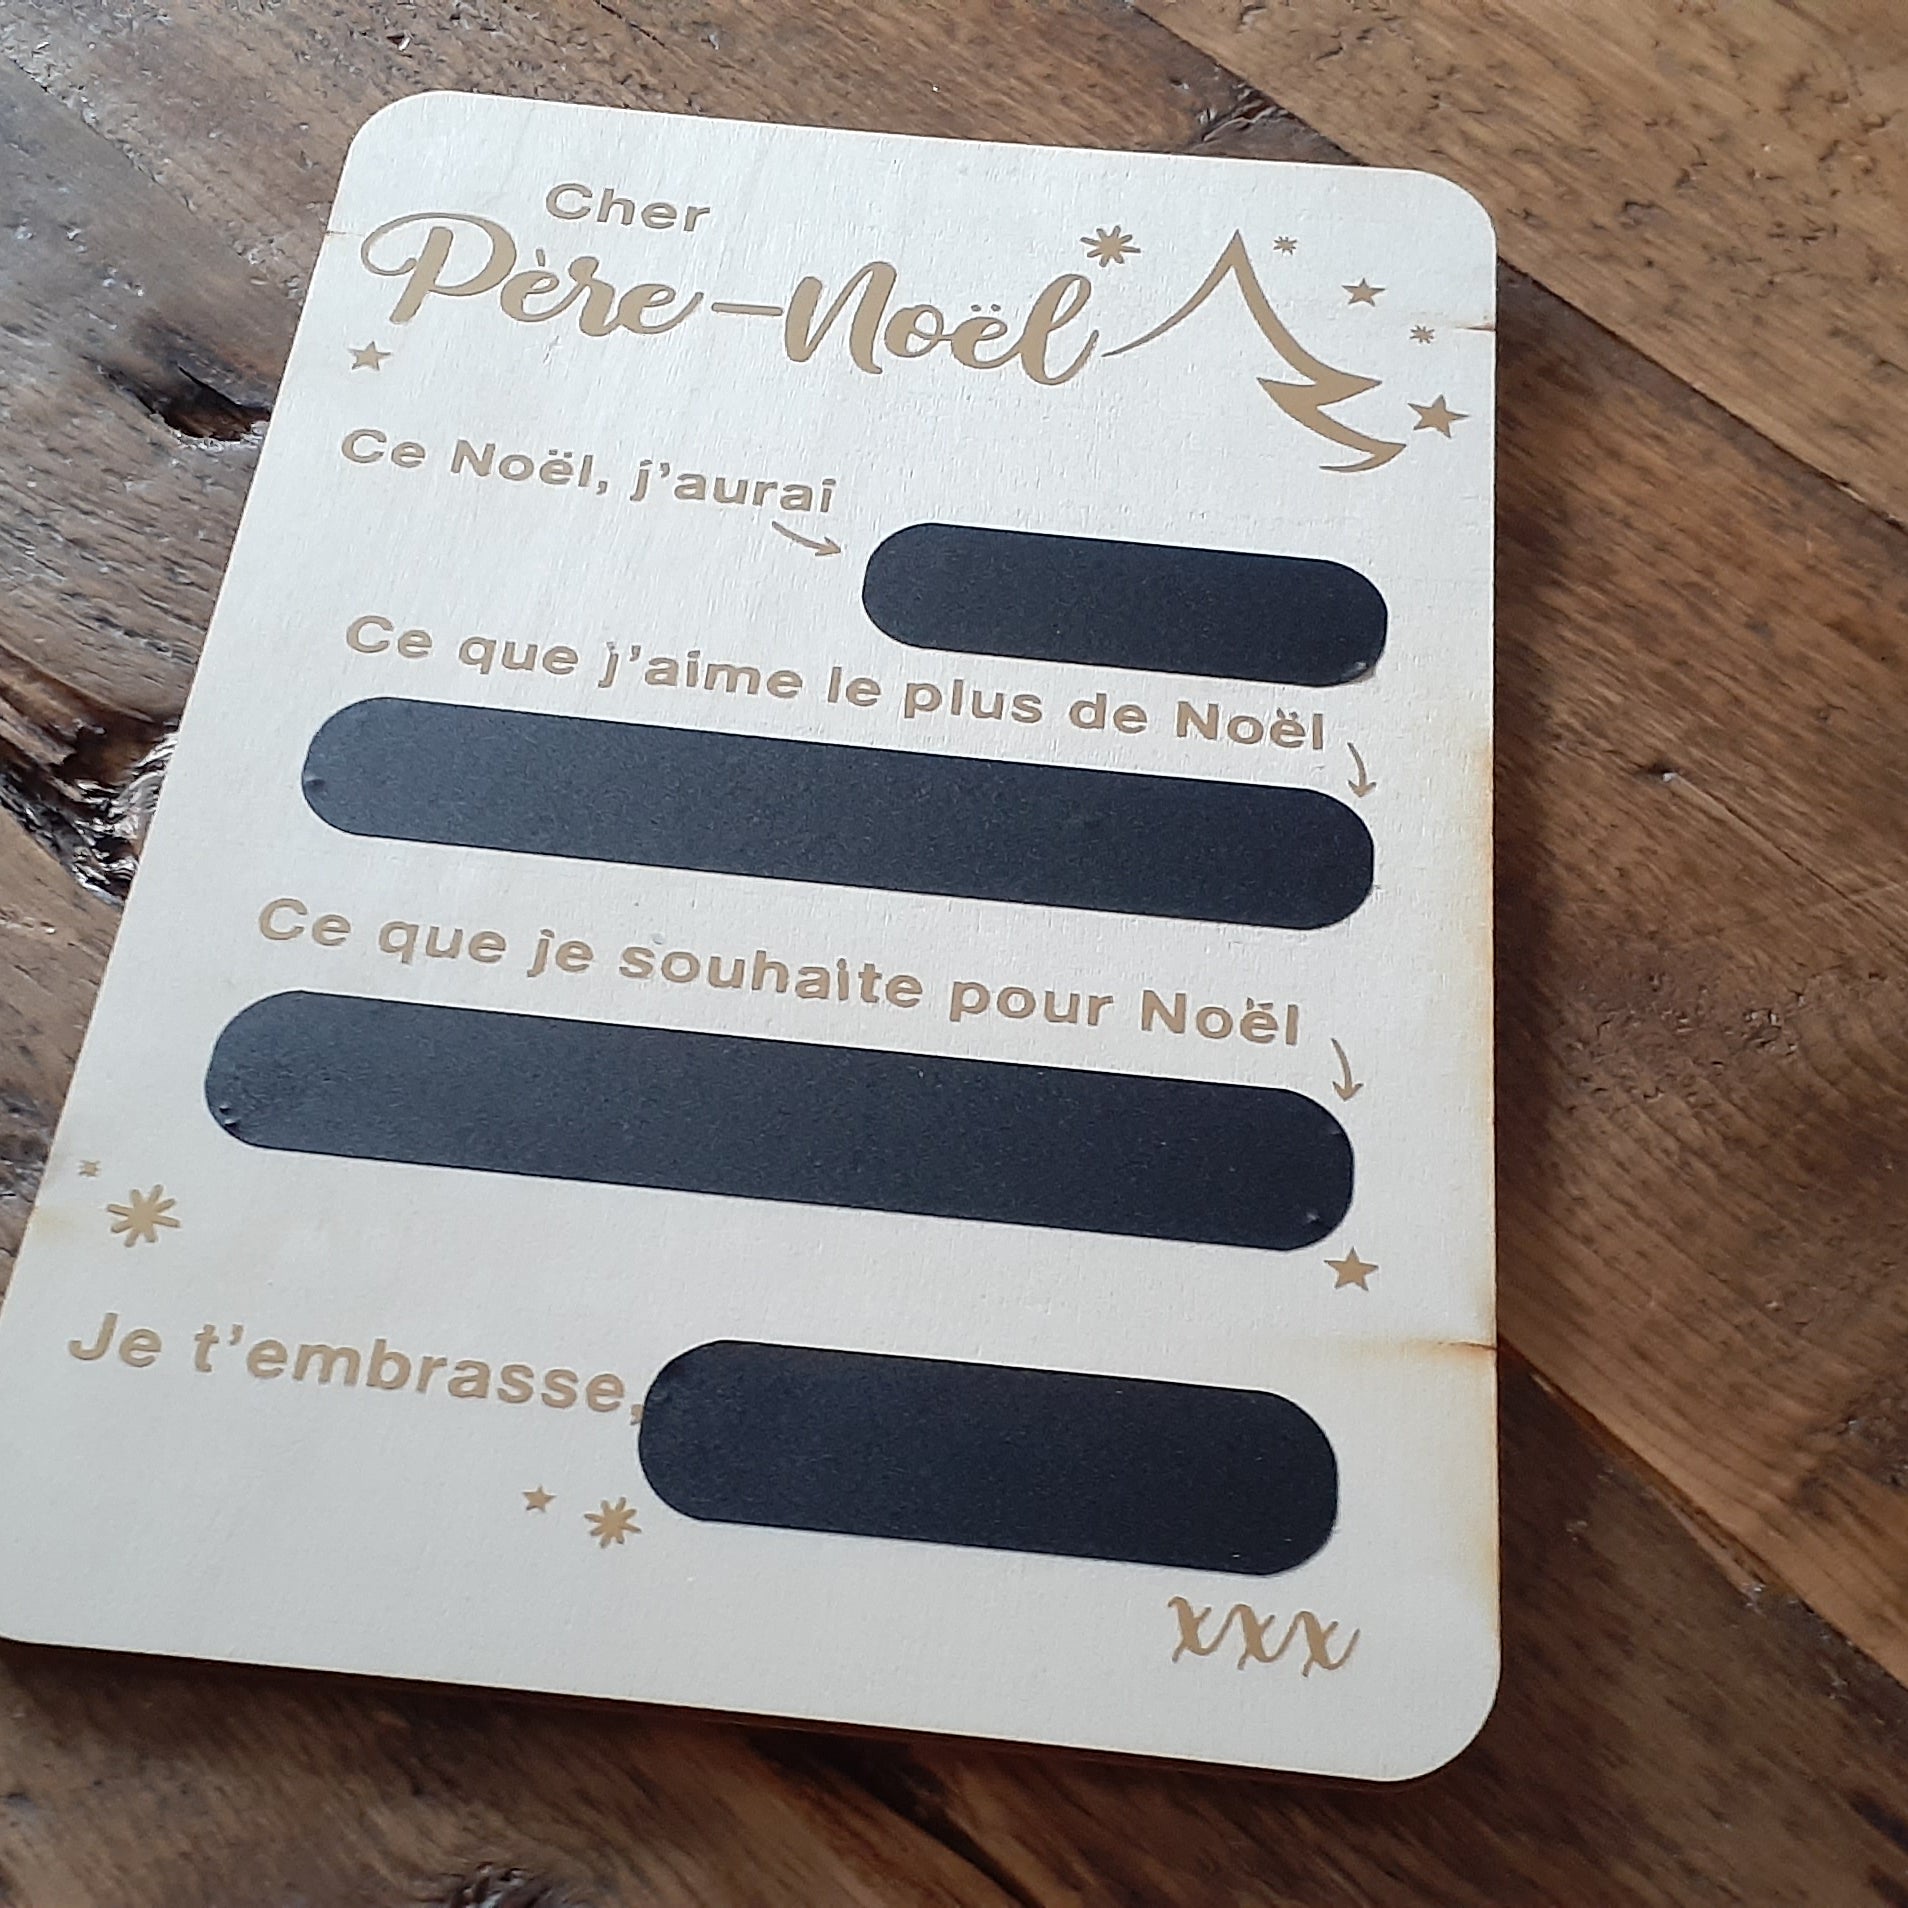 Cher
Père-Noël
Ce Noël, j'aurai
Ce que j'aime le plus de Noël
Ce que je souhaite pour Noël
Je t'embrasse,
xxx